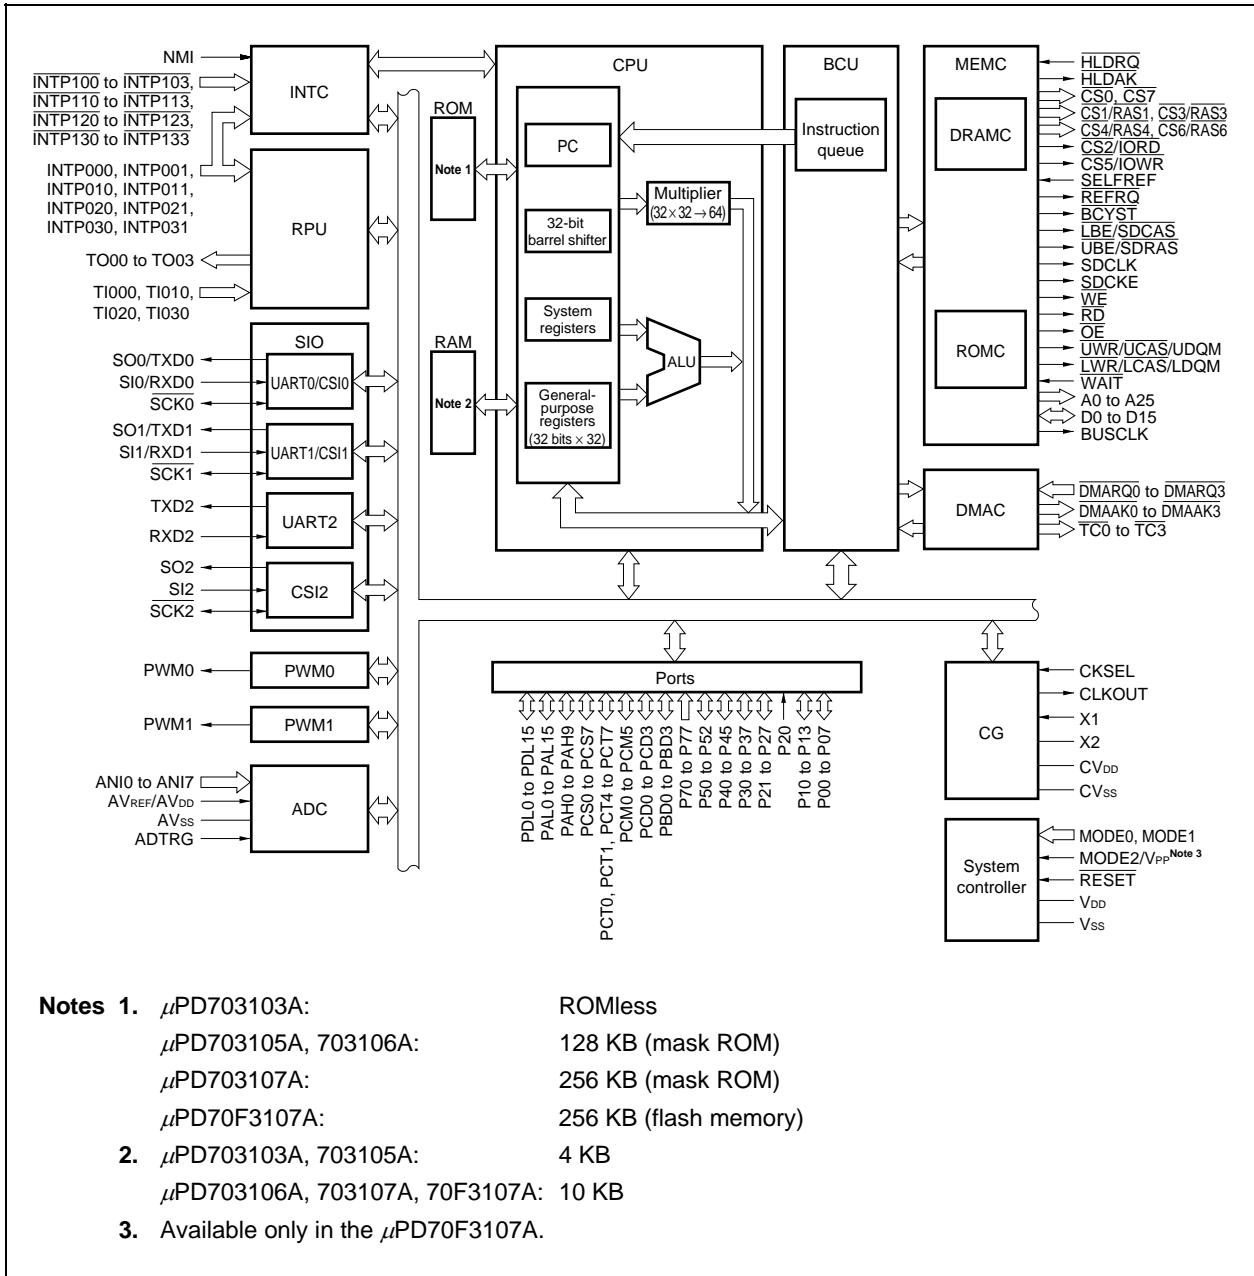 NMI
INTP100 to INTP103,
INTP110 to INTP113,
INTP120 to INTP123,
INTP130 to INTP133
INTP000, INTP001,
INTP010, INTP011,
INTP020, INTP021,
INTP030, INTP031
TO00 to TO03
TI000, TI010,
TI020, TI030
INTC
RPU
SIO
SO0/TXD0
SI0/RXD0
SCK0
UART0/CSI0
SO1/TXD1
SI1/RXD1
SCK1
UART1/CSI1
TXD2
RXD2
UART2
SO2
SI2
SCK2
CSI2
PWM0
PWM0
PWM1
PWM1
ANI0 to ANI7
AVREF/AVDD
AVSS
ADTRG
ADC
ROM
Note 1
RAM
Note 2
CPU
PC
32-bit
barrel shifter
System
registers
General-
purpose
registers
(32 bits × 32)
Multiplier
(32 × 32 → 64)
ALU
BCU
Instruction
queue
MEMC
DRAMC
ROMC
HLDRQ
HLDAK
CS0, CS7
CS1/RAS1, CS3/RAS3
CS4/RAS4, CS6/RAS6
CS2/IORD
CS5/IOWR
SELFREF
REFRQ
BCYST
LBE/SDCAS
UBE/SDRAS
SDCLK
SDCKE
WE
RD
OE
UWR/UCAS/UDQM
LWR/LCAS/LDQM
WAIT
A0 to A25
D0 to D15
BUSCLK
DMAC
DMARQ0 to DMARQ3
DMAAK0 to DMAAK3
TC0 to TC3
Ports
PDL0 to PDL15
PAL0 to PAL15
PAH0 to PAH9
PCS0 to PCS7
PCT0, PCT1, PCT4 to PCT7
PCM0 to PCM5
PCD0 to PCD3
PBD0 to PBD3
P70 to P77
P50 to P52
P40 to P45
P30 to P37
P21 to P27
P20
P10 to P13
P00 to P07
CG
CKSEL
CLKOUT
X1
X2
CVDD
CVSS
System
controller
MODE0, MODE1
MODE2/VPP Note 3
RESET
VDD
VSS
Notes 1. μPD703103A: ROMless
μPD703105A, 703106A: 128 KB (mask ROM)
μPD703107A: 256 KB (mask ROM)
μPD70F3107A: 256 KB (flash memory)
2. μPD703103A, 703105A: 4 KB
μPD703106A, 703107A, 70F3107A: 10 KB
3. Available only in the μPD70F3107A.